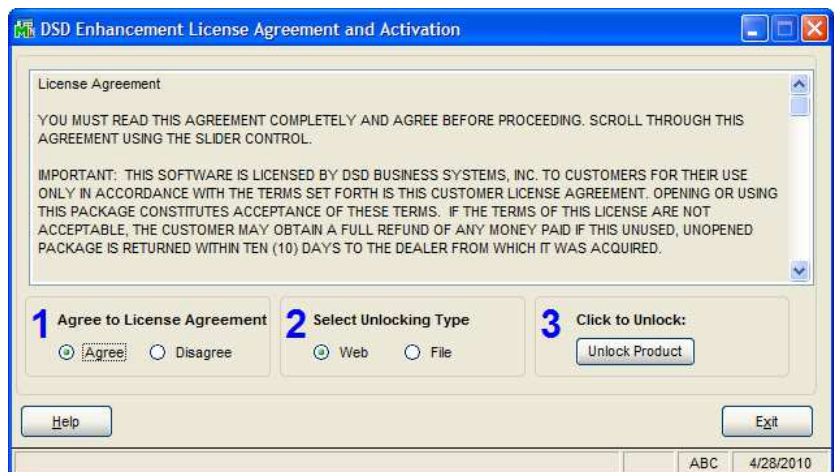 DSD Enhancement License Agreement and Activation
License Agreement
YOU MUST READ THIS AGREEMENT COMPLETELY AND AGREE BEFORE PROCEEDING. SCROLL THROUGH THIS
AGREEMENT USING THE SLIDER CONTROL.
IMPORTANT: THIS SOFTWARE IS LICENSED BY DSD BUSINESS SYSTEMS, INC. TO CUSTOMERS FOR THEIR USE
ONLY IN ACCORDANCE WITH THE TERMS SET FORTH IS THIS CUSTOMER LICENSE AGREEMENT. OPENING OR USING
THIS PACKAGE CONSTITUTES ACCEPTANCE OF THESE TERMS. IF THE TERMS OF THIS LICENSE ARE NOT
ACCEPTABLE, THE CUSTOMER MAY OBTAIN A FULL REFUND OF ANY MONEY PAID IF THIS UNUSED, UNOPENED
PACKAGE IS RETURNED WITHIN TEN (10) DAYS TO THE DEALER FROM WHICH IT WAS ACQUIRED.
1 Agree to License Agreement
Agree Disagree
2 Select Unlocking Type
Web File
3 Click to Unlock:
Unlock Product
Help Exit
ABC 4/28/2010